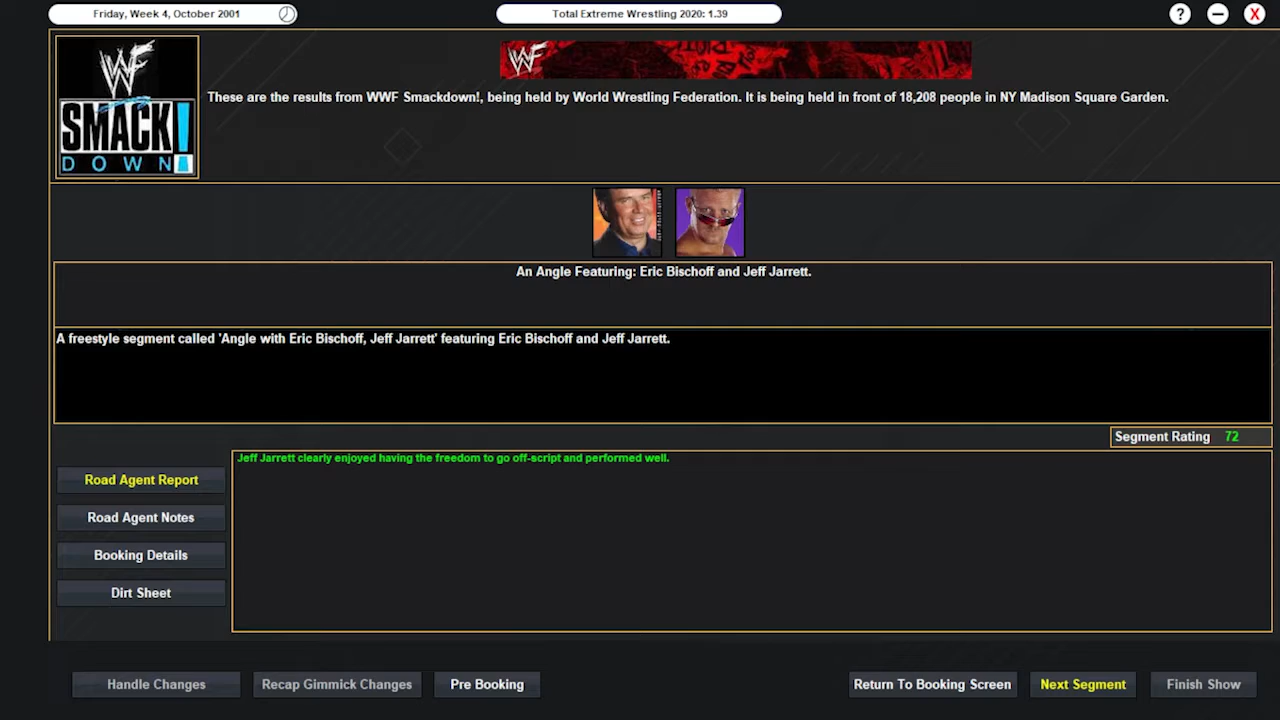 Friday, Week 4, October 2001
Total Extreme Wrestling 2020: 1.39
?
X
WF
SMACK!
DOWN!
WF
These are the results from WWF Smackdown!, being held by World Wrestling Federation. It is being held in front of 18,208 people in NY Madison Square Garden.
An Angle Featuring: Eric Bischoff and Jeff Jarrett.
A freestyle segment called 'Angle with Eric Bischoff, Jeff Jarrett' featuring Eric Bischoff and Jeff Jarrett.
Segment Rating 72
Jeff Jarrett clearly enjoyed having the freedom to go off-script and performed well.
Road Agent Report
Road Agent Notes
Booking Details
Dirt Sheet
Handle Changes
Recap Gimmick Changes
Pre Booking
Return To Booking Screen
Next Segment
Finish Show